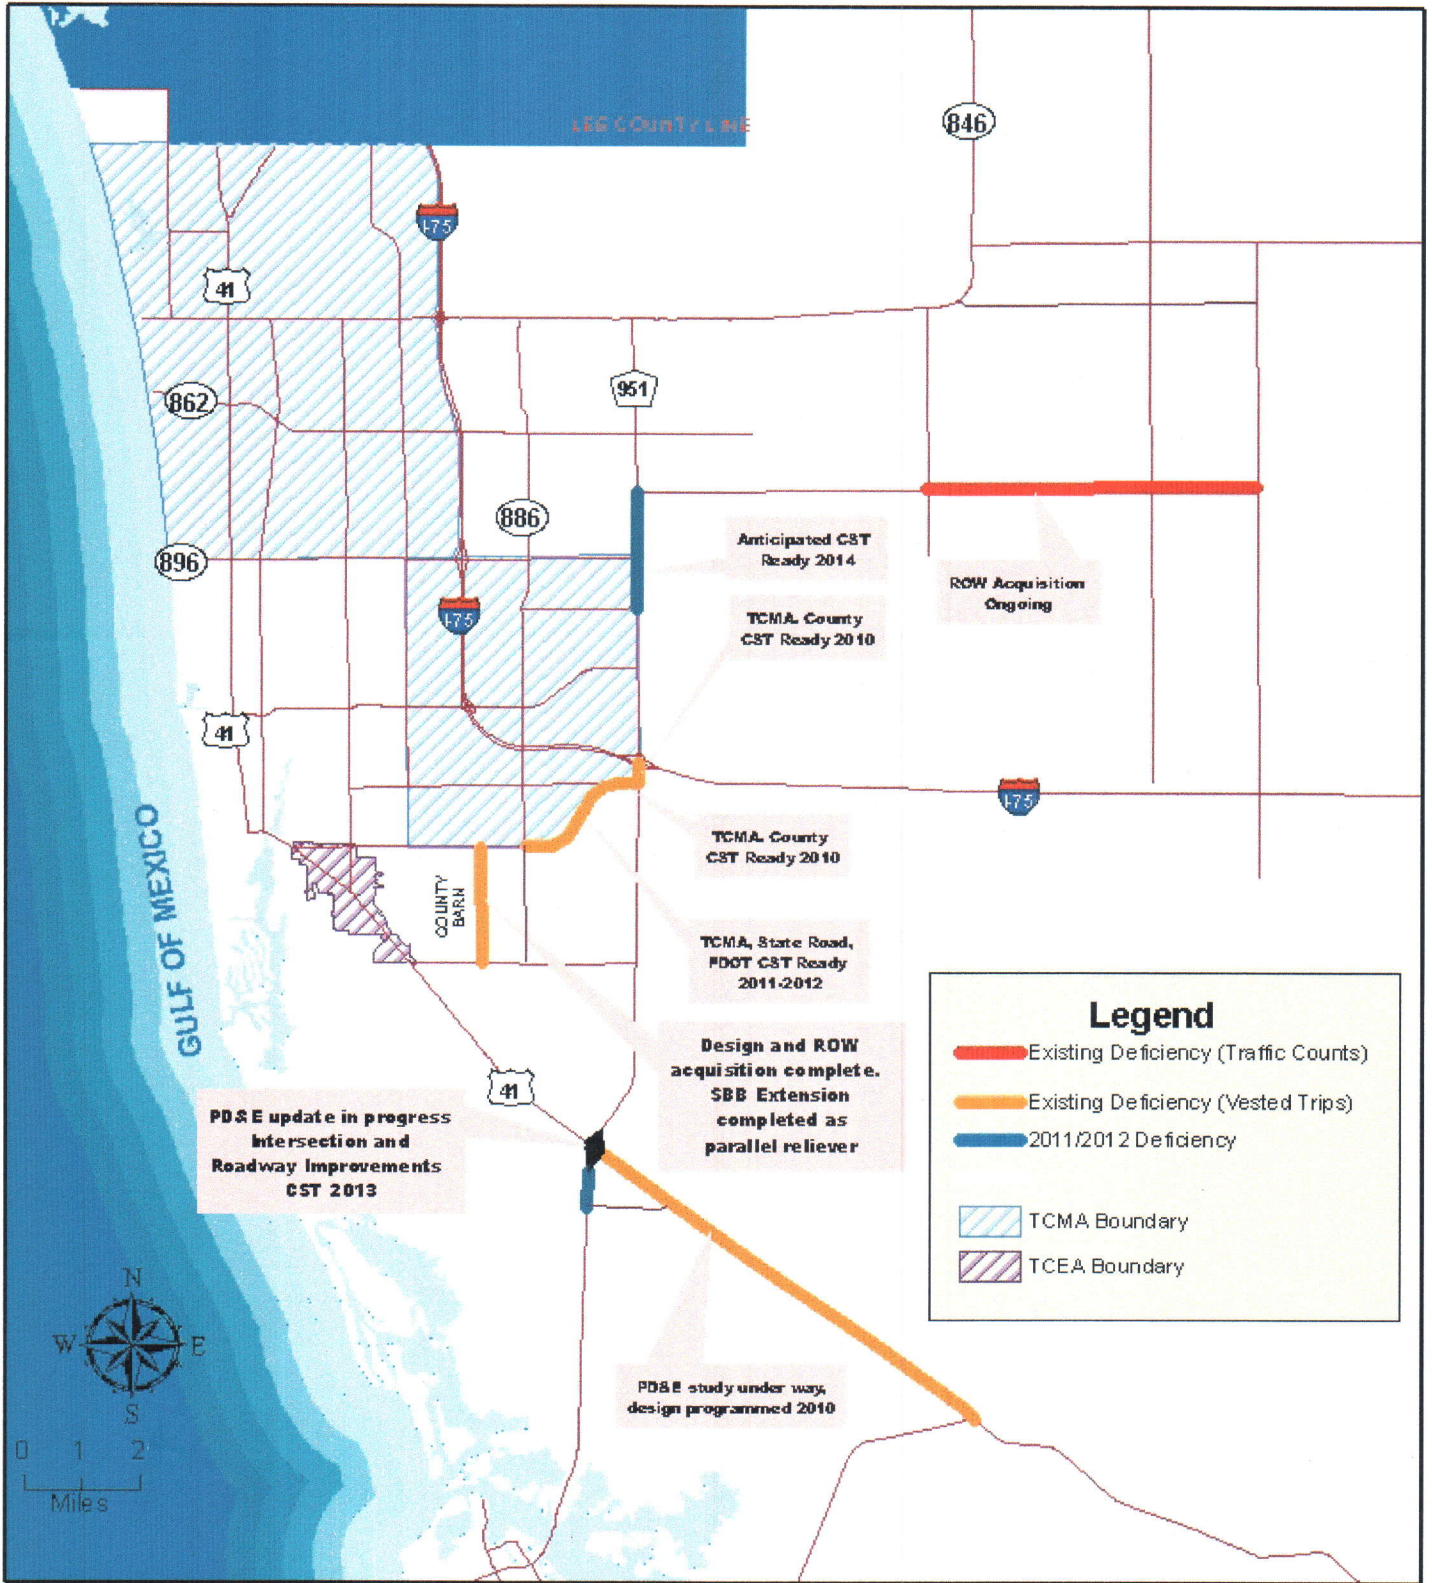 LEE COUNTY LINE
846
I-75
41
951
862
886
896
Anticipated CST
Ready 2014
ROW Acquisition
Ongoing
I-75
TCMA. County
CST Ready 2010
41
I-75
GULF OF MEXICO
TCMA. County
CST Ready 2010
COUNTY
BARN
TCMA, State Road,
FDOT CST Ready
2011-2012
Legend
Existing Deficiency (Traffic Counts)
Existing Deficiency (Vested Trips)
2011/2012 Deficiency
TCMA Boundary
TCEA Boundary
Design and ROW
acquisition complete.
SBB Extension
completed as
parallel reliever
41
PD&E update in progress
Intersection and
Roadway Improvements
CST 2013
N
W
E
S
PD&E study under way,
design programmed 2010
0 1 2
Miles